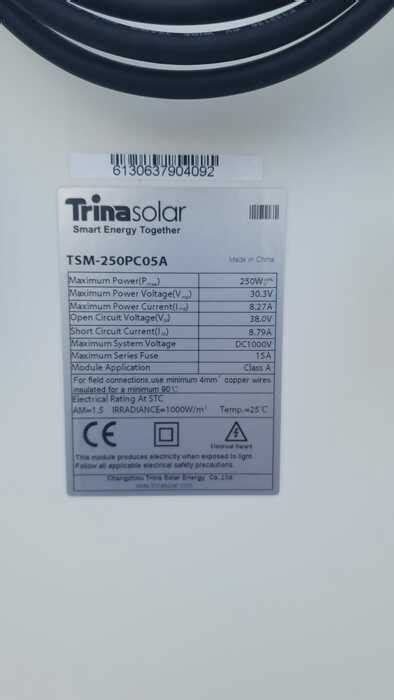 6130637904092
Trinasolar
Smart Energy Together
TSM-250PC05A Made in China
Maximum Power(Pmax) 250W
Maximum Power Voltage(Vmp) 30.3V
Maximum Power Current(Imp) 8.27A
Open Circuit Voltage(Voc) 38.0V
Short Circuit Current(Isc) 8.79A
Maximum System Voltage DC1000V
Maximum Series Fuse 15A
Module Application Class A
For field connections,use minimum 4mm² copper wires
insulated for a minimum 90℃
Electrical Rating At STC
AM=1.5 IRRADIANCE=1000W/m² Temp.=25℃
CE
Electrical Hazard
This module produces electricity when exposed to light.
Follow all applicable electrical safety precautions.
Changzhou Trina Solar Energy Co.,Ltd.
www.trinasolar.com